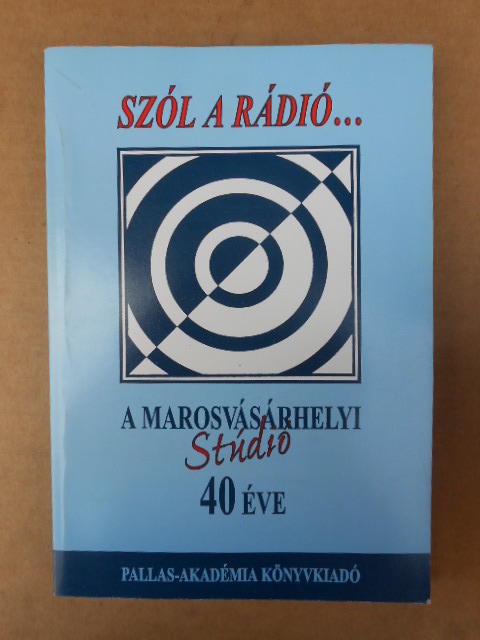 SZÓL A RÁDIÓ...
A MAROSVÁSÁRHELYI
Stúdió
40 ÉVE
PALLAS-AKADÉMIA KÖNYVKIADÓ